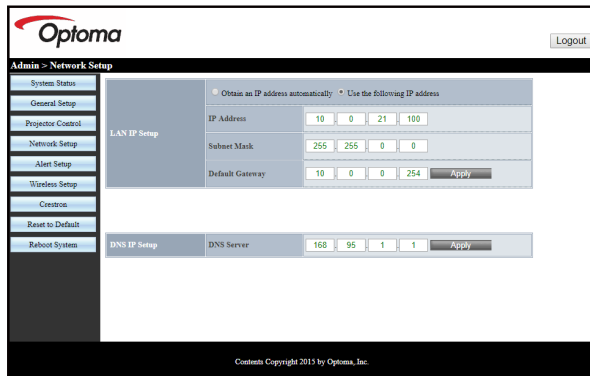 Optoma
Logout
Admin > Network Setup
System Status
General Setup
Projector Control
Network Setup
Alert Setup
Wireless Setup
Crestron
Reset to Default
Reboot System
LAN IP Setup
Obtain an IP address automatically Use the following IP address
IP Address 10 . 0 . 21 . 100
Subnet Mask 255 . 255 . 0 . 0
Default Gateway 10 . 0 . 0 . 254 Apply
DNS IP Setup DNS Server 168 . 95 . 1 . 1 Apply
Contents Copyright 2015 by Optoma, Inc.